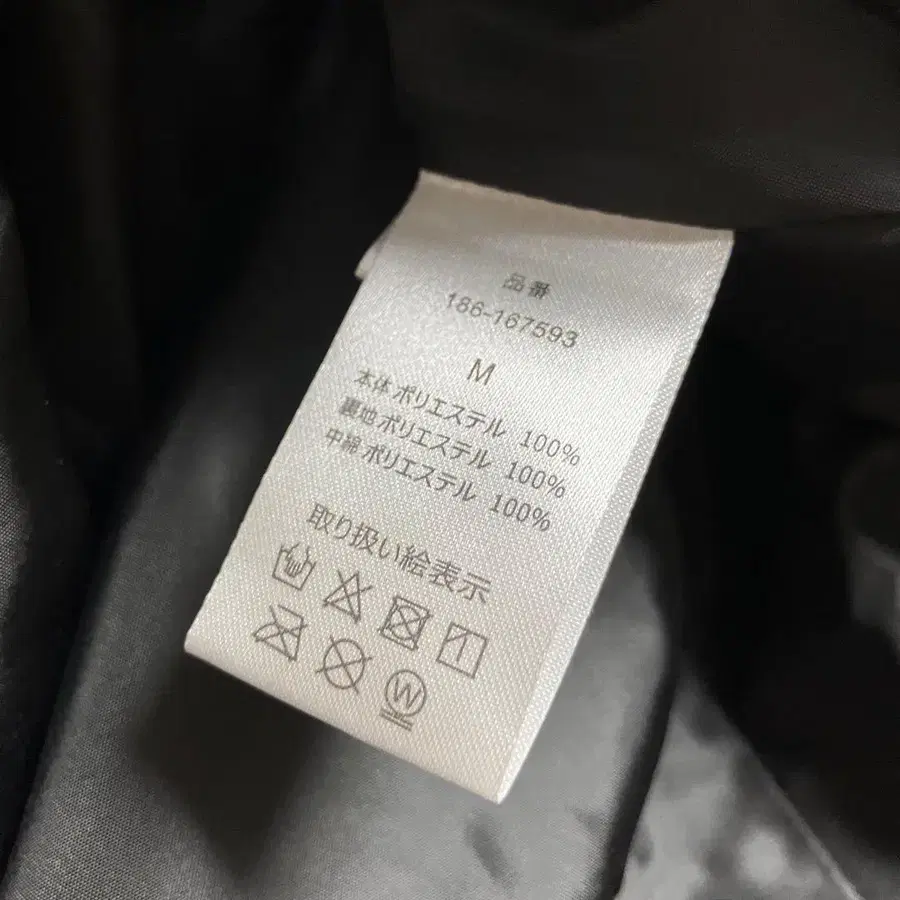 品番
186-167593
M
本体 ポリエステル 100%
裏地 ポリエステル 100%
中綿 ポリエステル 100%
取り扱い絵表示
W